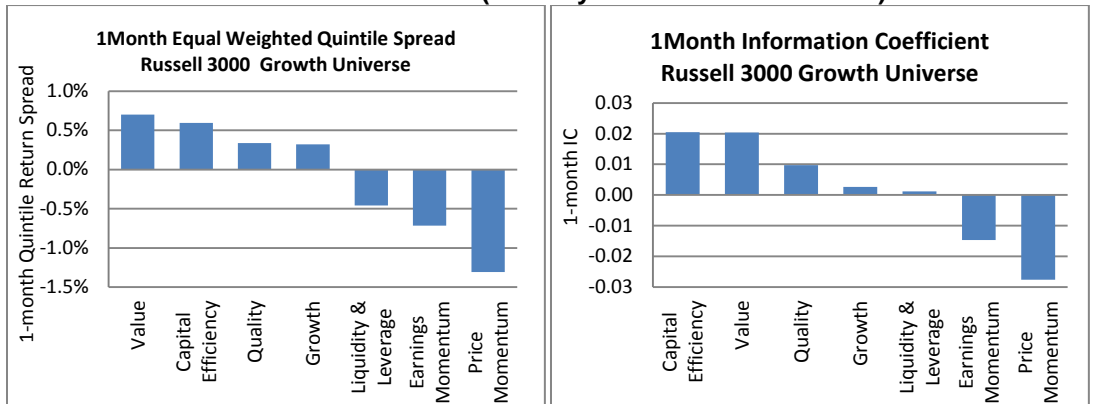 1Month Equal Weighted Quintile Spread
Russell 3000 Growth Universe
1-month Quintile Return Spread
1.0%
0.5%
0.0%
-0.5%
-1.0%
-1.5%
Value
Capital
Efficiency
Quality
Growth
Liquidity &
Leverage
Earnings
Momentum
Price
Momentum
1Month Information Coefficient
Russell 3000 Growth Universe
1-month IC
0.03
0.02
0.01
0.00
-0.01
-0.02
-0.03
Capital
Efficiency
Value
Quality
Growth
Liquidity &
Leverage
Earnings
Momentum
Price
Momentum